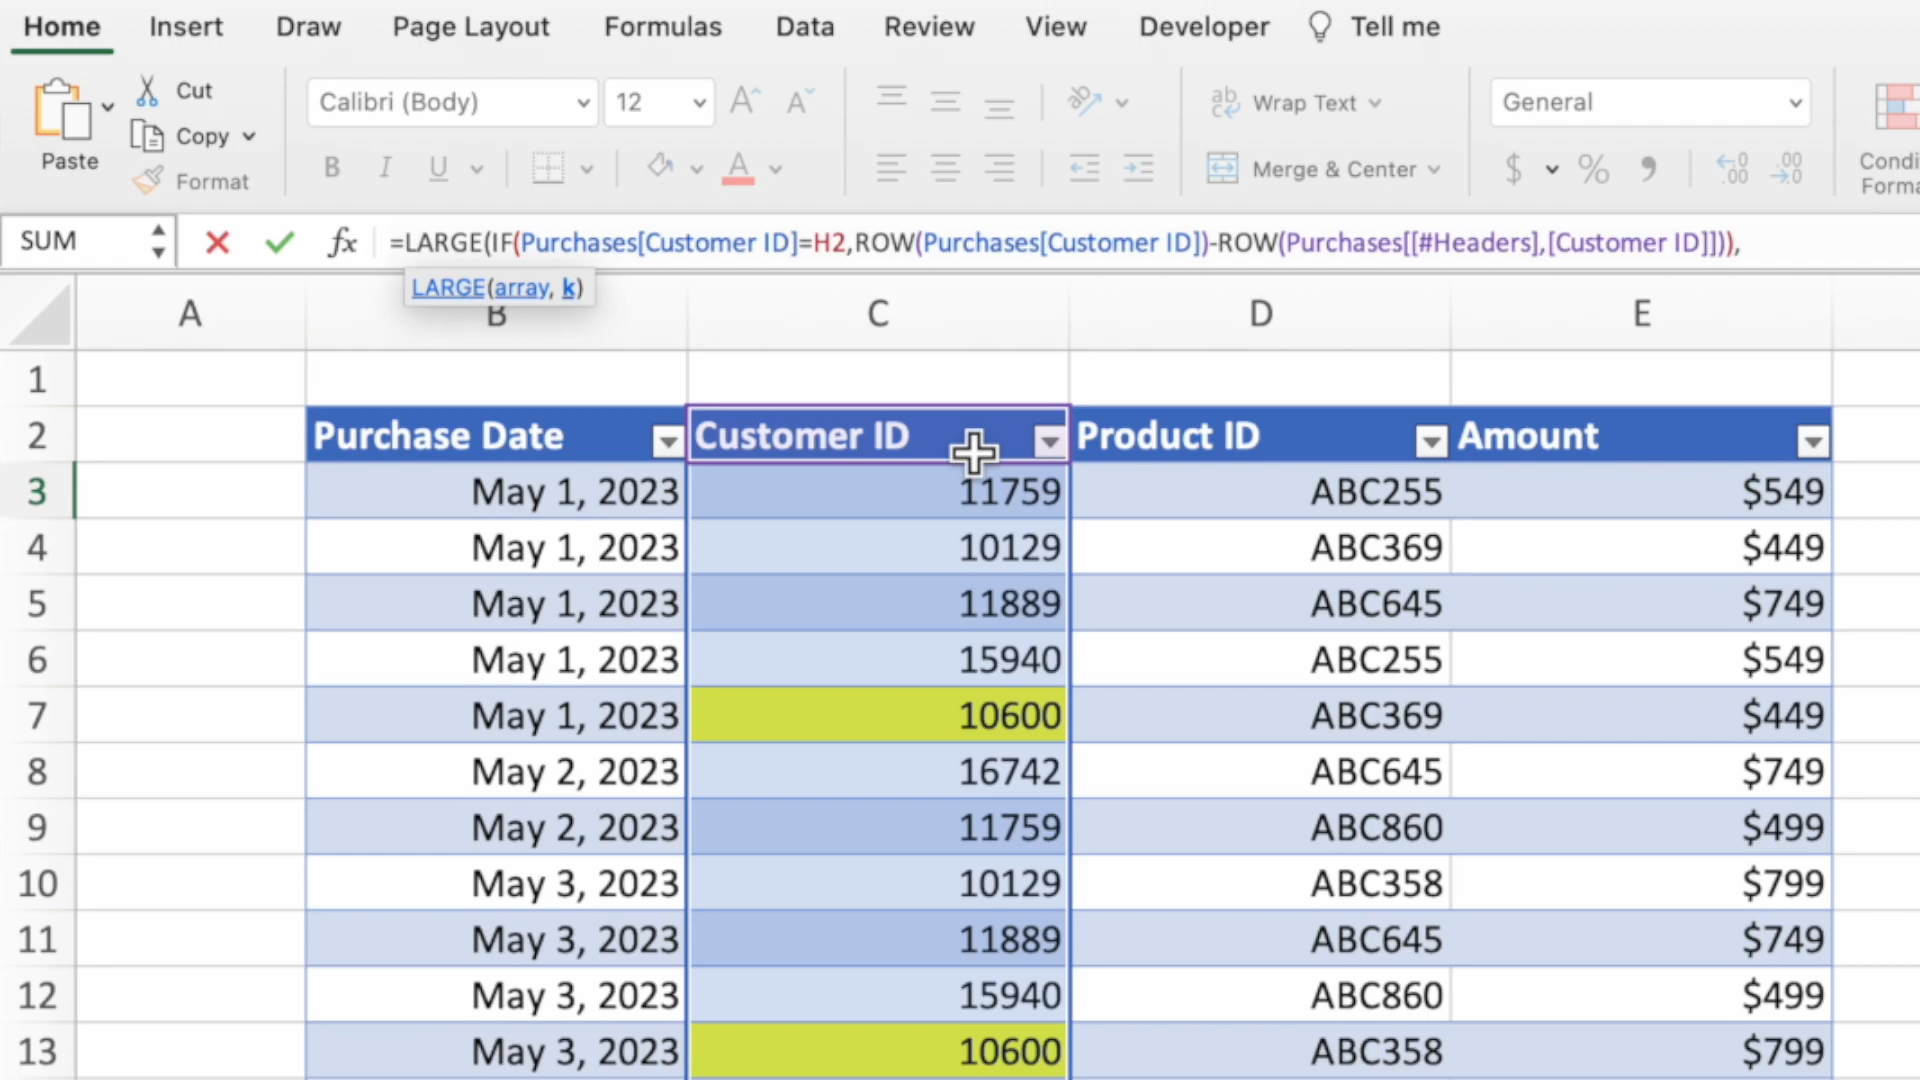 Home Insert Draw Page Layout Formulas Data Review View Developer Tell me
Paste
Cut
Copy
Format
Calibri (Body) 12 A A
B I U A
ab Wrap Text
Merge & Center
General
$ % ,
Condi
Forma
SUM fx =LARGE(IF(Purchases[Customer ID]=H2,ROW(Purchases[Customer ID])-ROW(Purchases[[#Headers],[Customer ID]])),
LARGE(array, k)
A B C D E
1
2 Purchase Date Customer ID Product ID Amount
3 May 1, 2023 11759 ABC255 $549
4 May 1, 2023 10129 ABC369 $449
5 May 1, 2023 11889 ABC645 $749
6 May 1, 2023 15940 ABC255 $549
7 May 1, 2023 10600 ABC369 $449
8 May 2, 2023 16742 ABC645 $749
9 May 2, 2023 11759 ABC860 $499
10 May 3, 2023 10129 ABC358 $799
11 May 3, 2023 11889 ABC645 $749
12 May 3, 2023 15940 ABC860 $499
13 May 3, 2023 10600 ABC358 $799